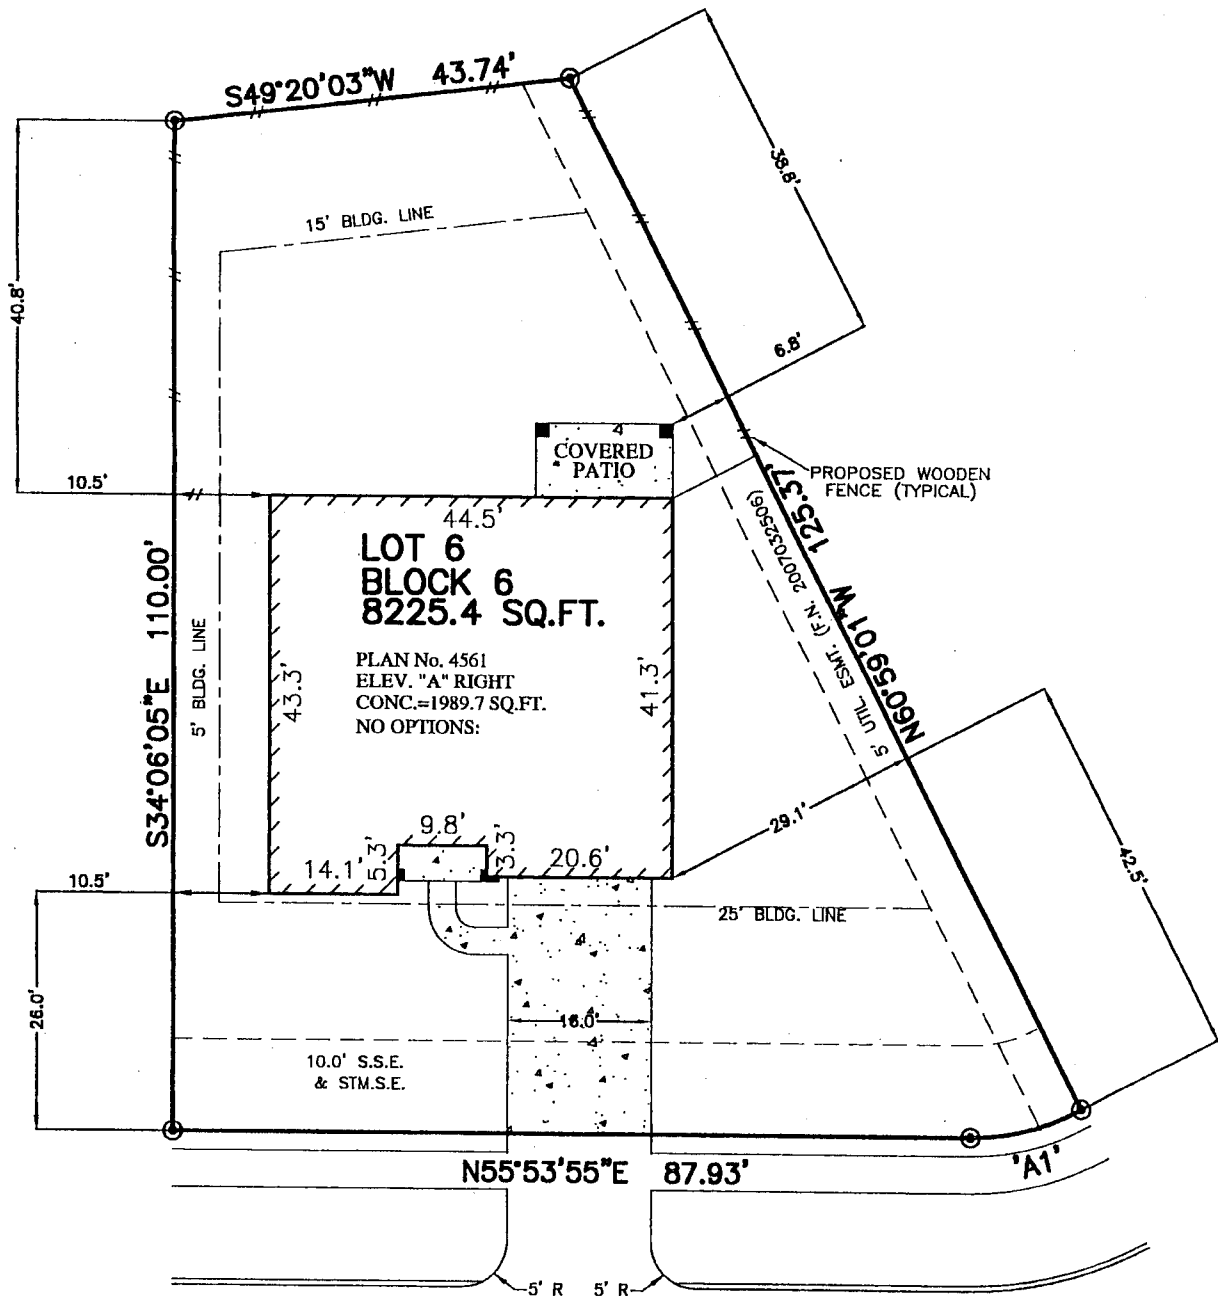 S49°20'03"W 43.74'
38.8'
15' BLDG. LINE
40.8'
6.8'
4
COVERED
PATIO
PROPOSED WOODEN
FENCE (TYPICAL)
10.5'
44.5'
LOT 6
BLOCK 6
8225.4 SQ.FT.
PLAN No. 4561
ELEV. "A" RIGHT
CONC.=1989.7 SQ.FT.
NO OPTIONS:
S34°06'05"E 110.00'
5' BLDG. LINE
43.3'
41.3'
5' UTIL. ESMT. (F.N. 2007032506)
N60°59'01"W 125.37'
9.8'
5.3'
3.3'
14.1'
20.6'
29.1'
42.5'
10.5'
25' BLDG. LINE
26.0'
16.0'
10.0' S.S.E.
& STM.S.E.
N55°53'55"E 87.93'
'A1'
5' R 5' R